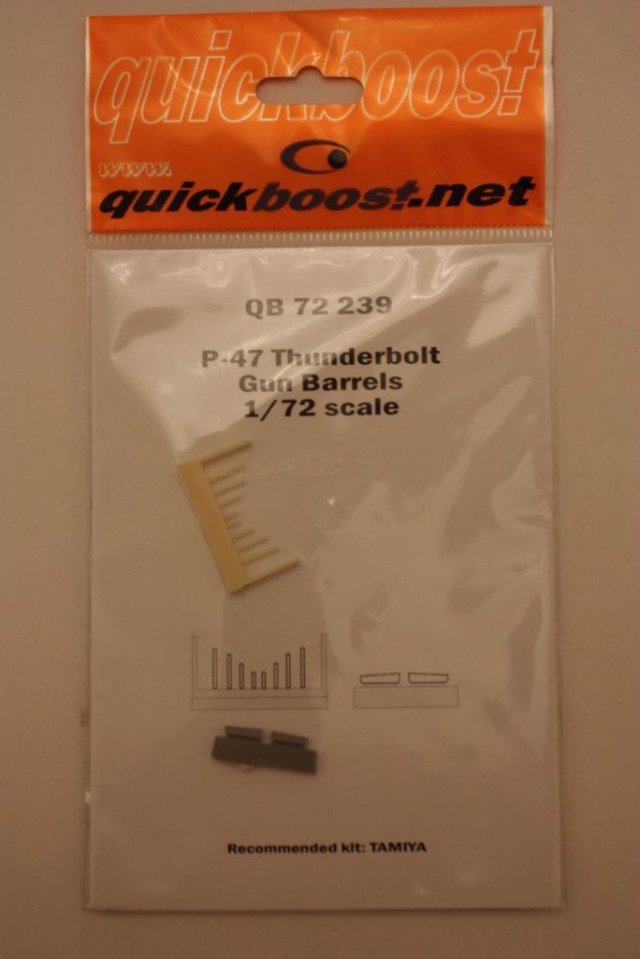 quickboost
www.
quickboost.net
QB 72 239
P-47 Thunderbolt
Gun Barrels
1/72 scale
Recommended kit: TAMIYA